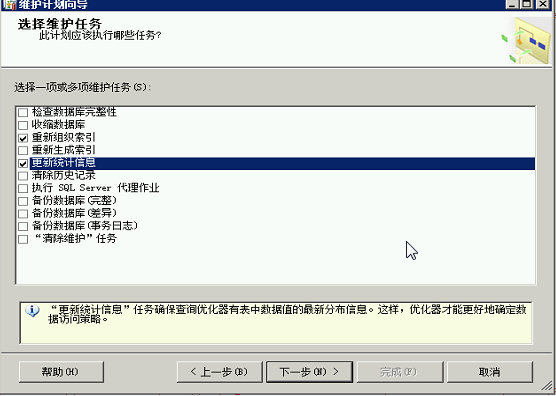 维护计划向导
选择维护任务
此计划应该执行哪些任务?
选择一项或多项维护任务(S):
检查数据库完整性
收缩数据库
重新组织索引
重新生成索引
更新统计信息
清除历史记录
执行 SQL Server 代理作业
备份数据库(完整)
备份数据库(差异)
备份数据库(事务日志)
“清除维护”任务
“更新统计信息”任务确保查询优化器有表中数据值的最新分布信息。这样，优化器才能更好地确定数
据访问策略。
帮助(H) < 上一步(B) 下一步(N) > 完成(F) 取消